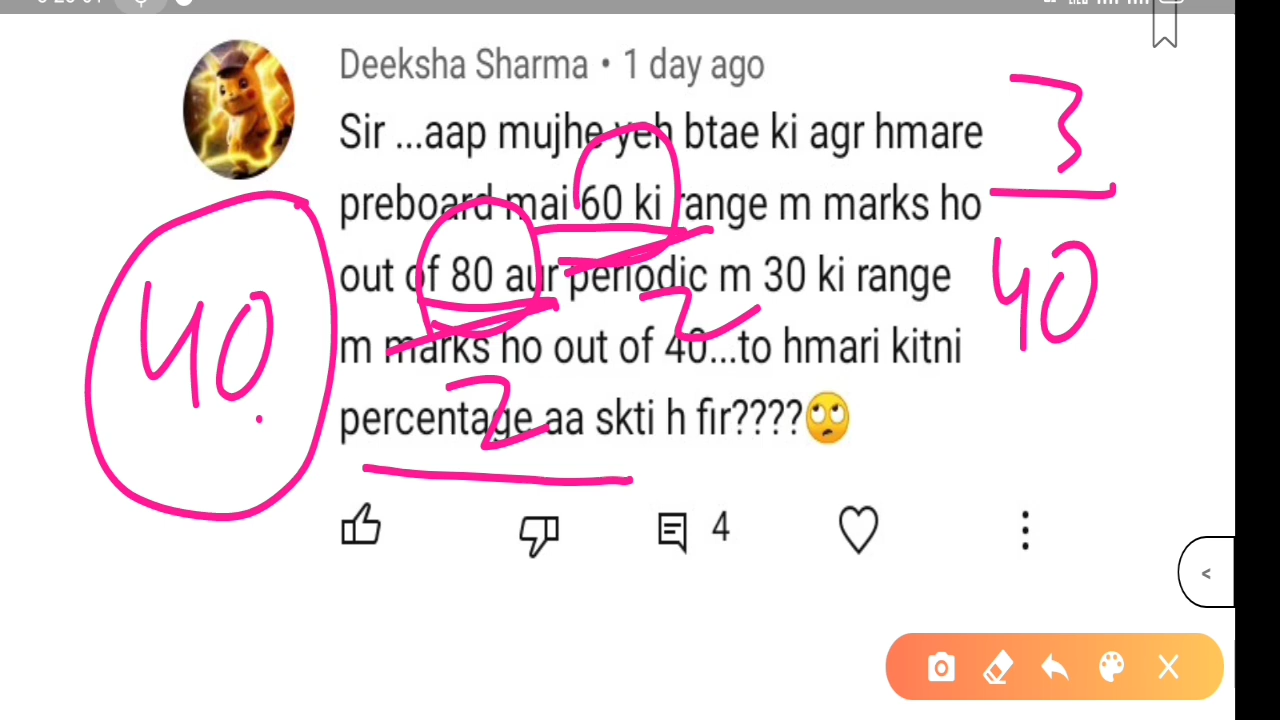 Deeksha Sharma • 1 day ago
Sir ...aap mujhe yeh btae ki agr hmare
preboard mai 60 ki range m marks ho
out of 80 aur periodic m 30 ki range
m marks ho out of 40...to hmari kitni
percentage aa skti h fir????🙄
4
3
40
40
2
2
<